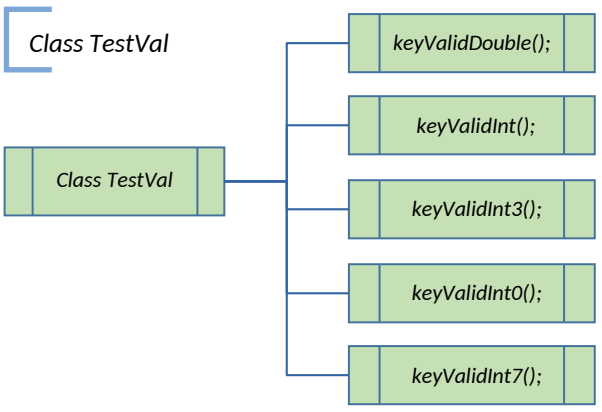 Class TestVal
keyValidDouble();
keyValidInt();
Class TestVal
keyValidInt3();
keyValidInt0();
keyValidInt7();